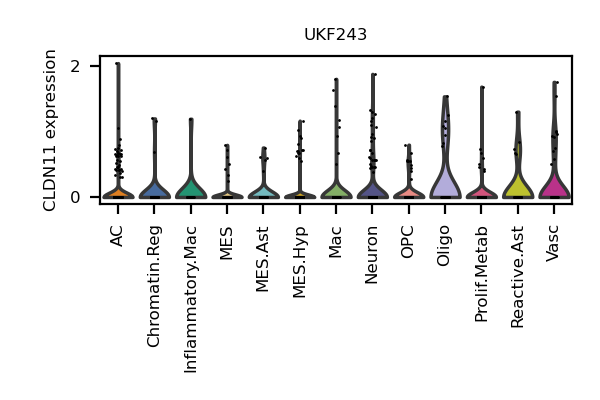 UKF243
CLDN11 expression
2
0
AC
Chromatin.Reg
Inflammatory.Mac
MES
MES.Ast
MES.Hyp
Mac
Neuron
OPC
Oligo
Prolif.Metab
Reactive.Ast
Vasc